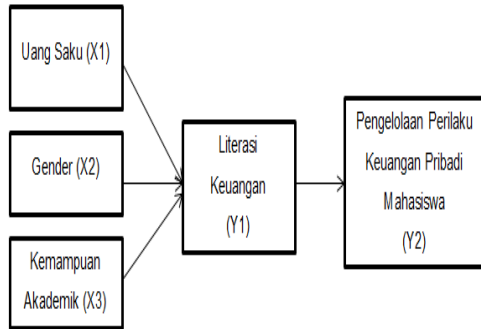 Uang Saku (X1)
Gender (X2)
Kemampuan
Akademik (X3)
Literasi
Keuangan
(Y1)
Pengelolaan Perilaku
Keuangan Pribadi
Mahasiswa
(Y2)